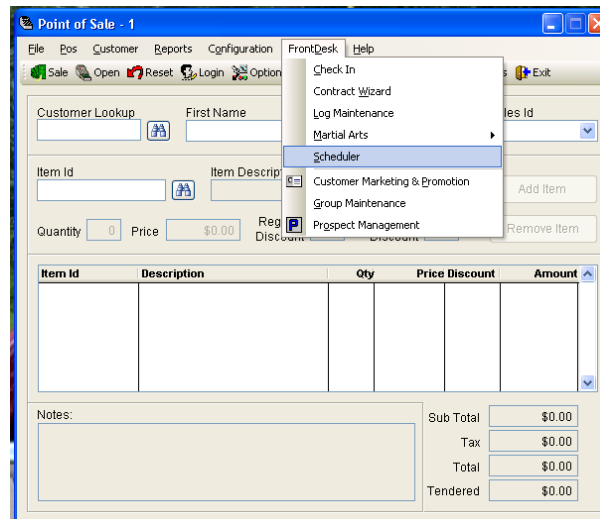 Point of Sale - 1
File Pos Customer Reports Configuration FrontDesk Help
Sale Open Reset Login Option Exit
Check In
Contract Wizard
Log Maintenance
Martial Arts
Scheduler
Customer Marketing & Promotion
Group Maintenance
Prospect Management
Customer Lookup First Name les Id
Item Id Item Descript
Add Item
Quantity 0 Price $0.00 Reg Discount Discount Remove Item
Item Id Description Qty Price Discount Amount
Notes:
Sub Total $0.00
Tax $0.00
Total $0.00
Tendered $0.00